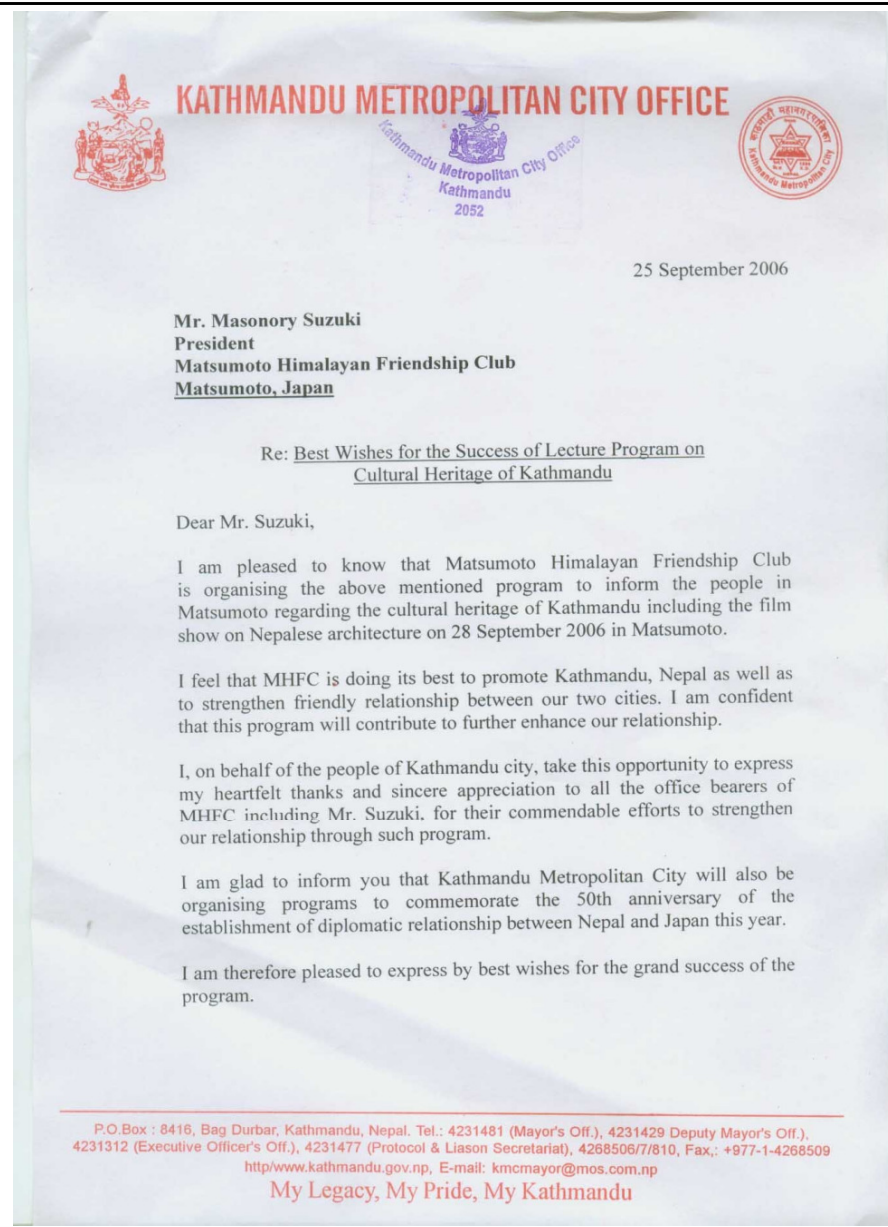 KATHMANDU METROPOLITAN CITY OFFICE
Kathmandu Metropolitan City Office
Kathmandu
2052
काठमाडौं महानगरपालिका
Kathmandu Metropolitan City
25 September 2006
Mr. Masonory Suzuki
President
Matsumoto Himalayan Friendship Club
Matsumoto, Japan
Re: Best Wishes for the Success of Lecture Program on
Cultural Heritage of Kathmandu
Dear Mr. Suzuki,
I am pleased to know that Matsumoto Himalayan Friendship Club
is organising the above mentioned program to inform the people in
Matsumoto regarding the cultural heritage of Kathmandu including the film
show on Nepalese architecture on 28 September 2006 in Matsumoto.
I feel that MHFC is doing its best to promote Kathmandu, Nepal as well as
to strengthen friendly relationship between our two cities. I am confident
that this program will contribute to further enhance our relationship.
I, on behalf of the people of Kathmandu city, take this opportunity to express
my heartfelt thanks and sincere appreciation to all the office bearers of
MHFC including Mr. Suzuki, for their commendable efforts to strengthen
our relationship through such program.
I am glad to inform you that Kathmandu Metropolitan City will also be
organising programs to commemorate the 50th anniversary of the
establishment of diplomatic relationship between Nepal and Japan this year.
I am therefore pleased to express by best wishes for the grand success of the
program.
P.O.Box : 8416, Bag Durbar, Kathmandu, Nepal. Tel.: 4231481 (Mayor's Off.), 4231429 Deputy Mayor's Off.),
4231312 (Executive Officer's Off.), 4231477 (Protocol & Liason Secretariat), 4268506/7/810, Fax,: +977-1-4268509
http/www.kathmandu.gov.np, E-mail: kmcmayor@mos.com.np
My Legacy, My Pride, My Kathmandu